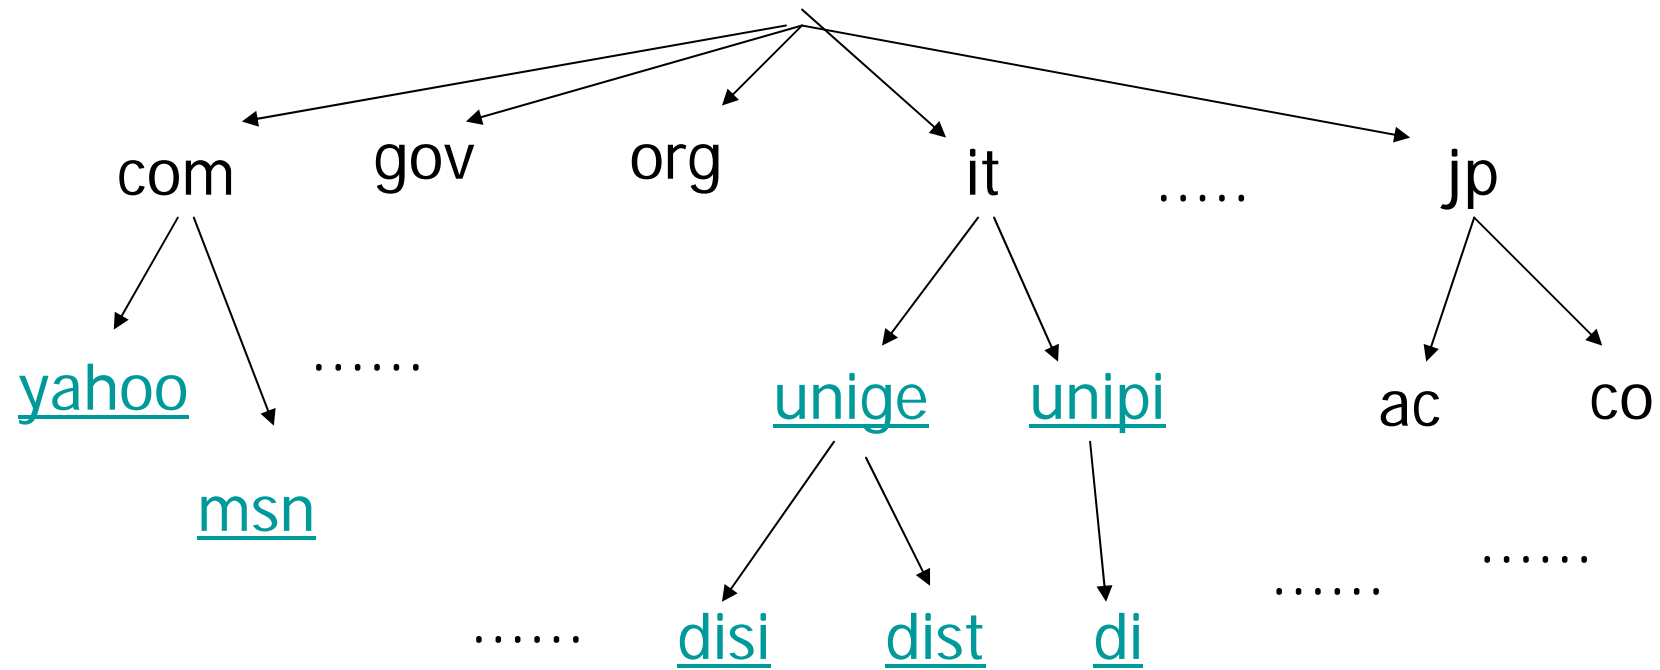 com gov org it ..... jp
yahoo ...... unige unipi ac co
msn
...... disi dist di ...... ......